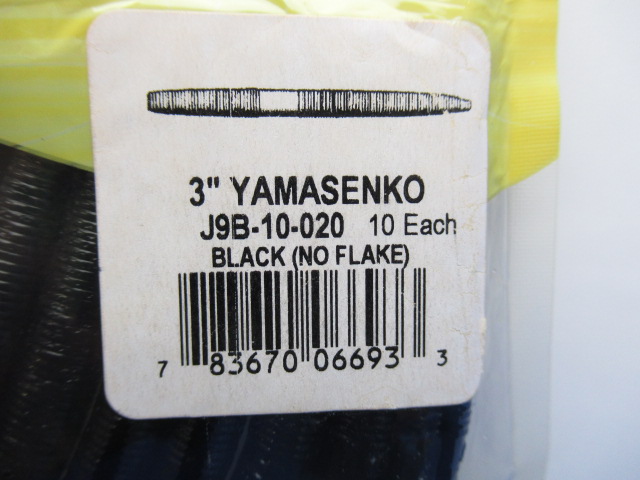 3" YAMASENKO
J9B-10-020 10 Each
BLACK (NO FLAKE)
7 83670 06693 3